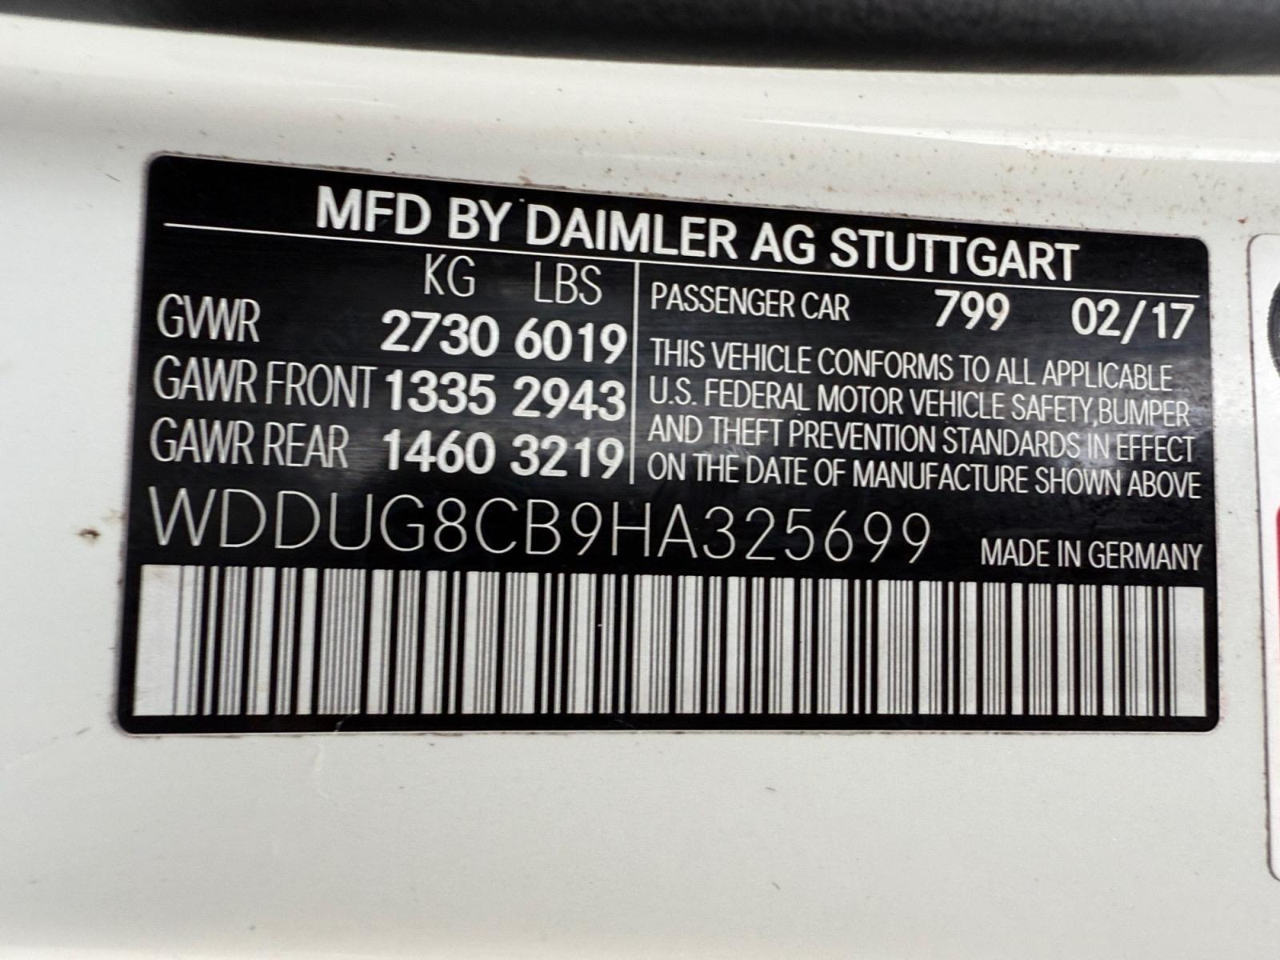 MFD BY DAIMLER AG STUTTGART
KG LBS
GVWR 2730 6019
GAWR FRONT 1335 2943
GAWR REAR 1460 3219
PASSENGER CAR 799 02/17
THIS VEHICLE CONFORMS TO ALL APPLICABLE
U.S. FEDERAL MOTOR VEHICLE SAFETY, BUMPER
AND THEFT PREVENTION STANDARDS IN EFFECT
ON THE DATE OF MANUFACTURE SHOWN ABOVE
WDDUG8CB9HA325699
MADE IN GERMANY